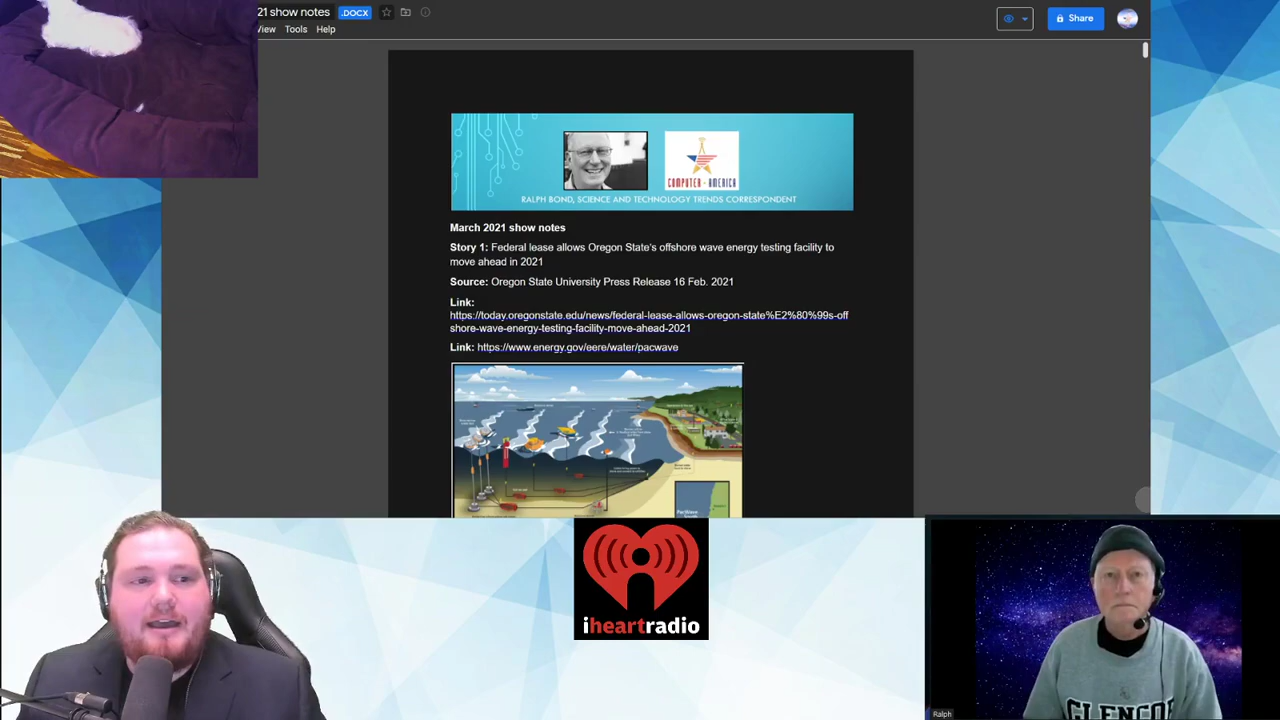 21 show notes .DOCX
View Tools Help
Share
COMPUTER AMERICA
RALPH BOND, SCIENCE AND TECHNOLOGY TRENDS CORRESPONDENT
March 2021 show notes
Story 1: Federal lease allows Oregon State's offshore wave energy testing facility to
move ahead in 2021
Source: Oregon State University Press Release 16 Feb. 2021
Link:
https://today.oregonstate.edu/news/federal-lease-allows-oregon-state%E2%80%99s-off
shore-wave-energy-testing-facility-move-ahead-2021
Link: https://www.energy.gov/eere/water/pacwave
iheartradio
GLENCOE
Ralph